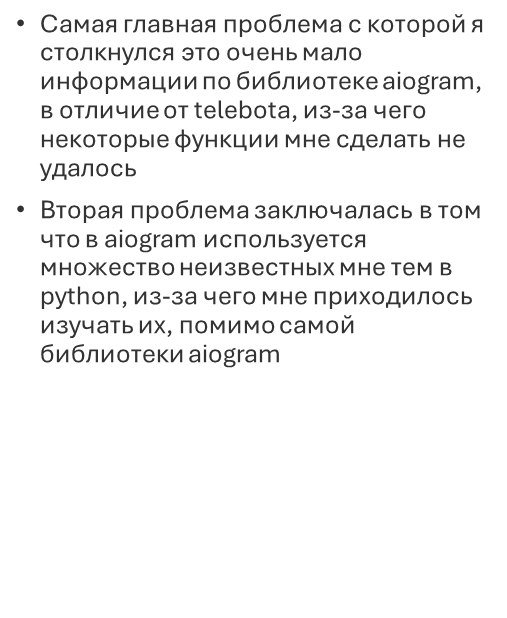 • Самая главная проблема с которой я
столкнулся это очень мало
информации по библиотеке aiogram,
в отличие от telebota, из-за чего
некоторые функции мне сделать не
удалось
• Вторая проблема заключалась в том
что в aiogram используется
множество неизвестных мне тем в
python, из-за чего мне приходилось
изучать их, помимо самой
библиотеки aiogram